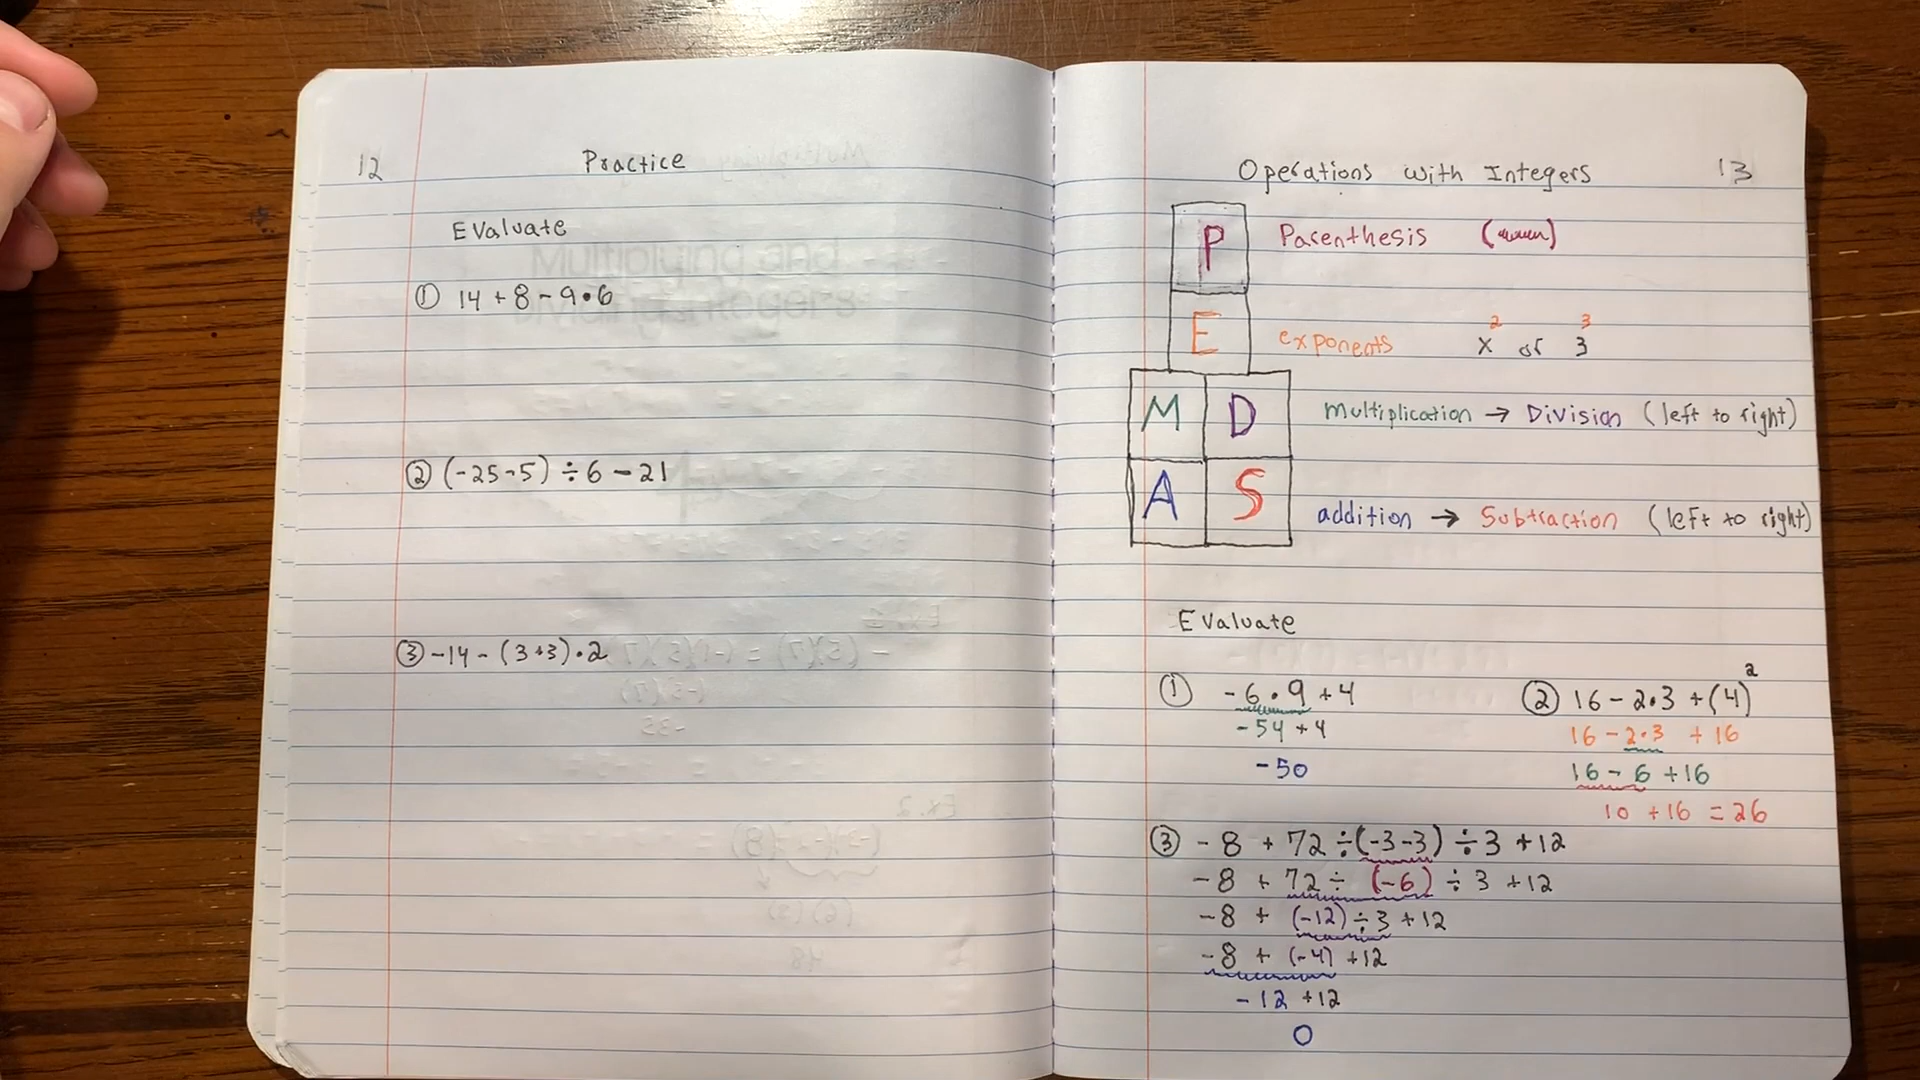 12
Practice
Evaluate
① 14 + 8 - 9 • 6
② (-25-5) ÷ 6 - 21
③ -14 - (3+3) • 2
Operations with Integers 13
P Parenthesis ( )
E exponents x² or 3³
M D Multiplication → Division (left to right)
A S addition → Subtraction (left to right)
Evaluate
① -6 • 9 + 4
-54 + 4
-50
② 16 - 2•3 + (4)²
16 - 2•3 + 16
16 - 6 + 16
10 + 16 = 26
③ -8 + 72 ÷ (-3-3) ÷ 3 + 12
-8 + 72 ÷ (-6) ÷ 3 + 12
-8 + (-12) ÷ 3 + 12
-8 + (-4) + 12
-12 + 12
0